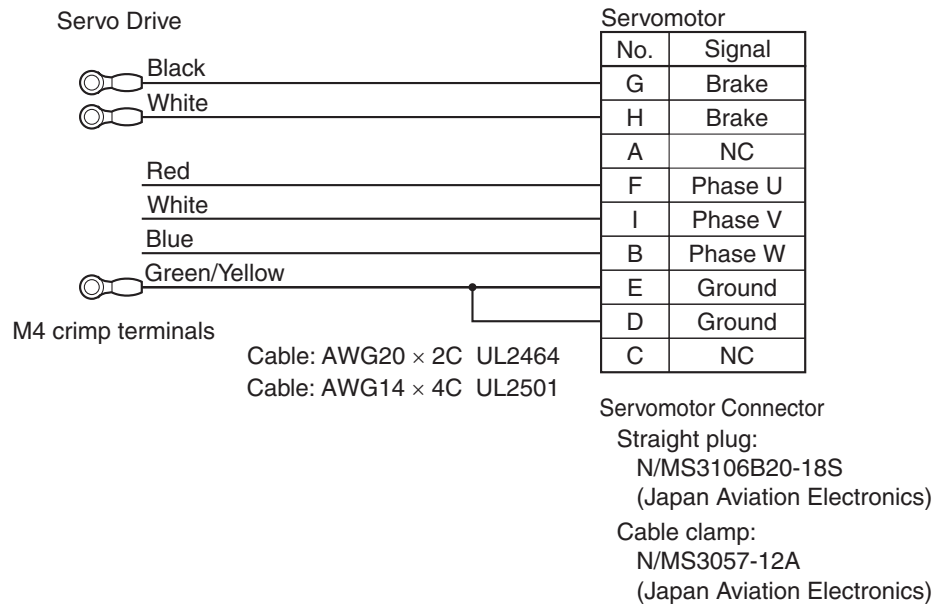 Servo Drive
Servomotor
No. Signal
Black
G Brake
White
H Brake
A NC
Red
F Phase U
White
I Phase V
Blue
B Phase W
Green/Yellow
E Ground
D Ground
C NC
M4 crimp terminals
Cable: AWG20 × 2C UL2464
Cable: AWG14 × 4C UL2501
Servomotor Connector
Straight plug:
N/MS3106B20-18S
(Japan Aviation Electronics)
Cable clamp:
N/MS3057-12A
(Japan Aviation Electronics)